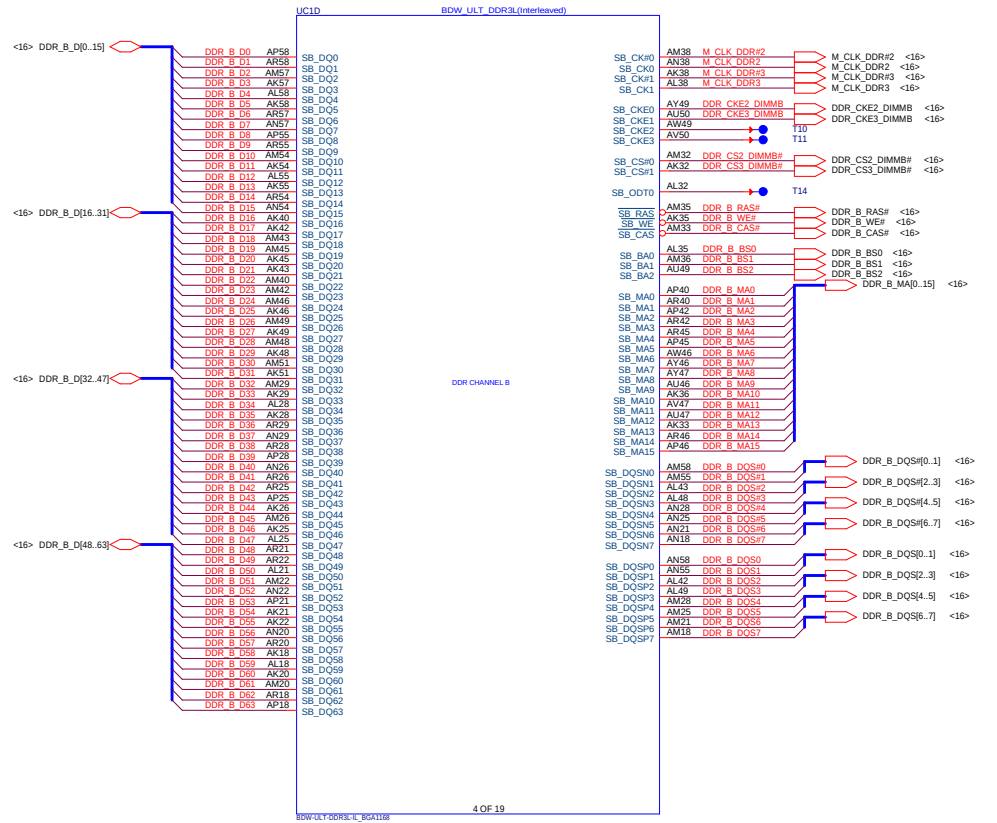 UC1D
BDW_ULT_DDR3L(Interleaved)
<16> DDR_B_D[0..15]
DDR_B_D0 AP58 SB_DQ0
DDR_B_D1 AR58 SB_DQ1
DDR_B_D2 AM57 SB_DQ2
DDR_B_D3 AK57 SB_DQ3
DDR_B_D4 AL58 SB_DQ4
DDR_B_D5 AK58 SB_DQ5
DDR_B_D6 AR57 SB_DQ6
DDR_B_D7 AN57 SB_DQ7
DDR_B_D8 AP55 SB_DQ8
DDR_B_D9 AR55 SB_DQ9
DDR_B_D10 AM54 SB_DQ10
DDR_B_D11 AK54 SB_DQ11
DDR_B_D12 AL55 SB_DQ12
DDR_B_D13 AK55 SB_DQ13
DDR_B_D14 AR54 SB_DQ14
DDR_B_D15 AN54 SB_DQ15
<16> DDR_B_D[16..31]
DDR_B_D16 AK40 SB_DQ16
DDR_B_D17 AK42 SB_DQ17
DDR_B_D18 AM43 SB_DQ18
DDR_B_D19 AM45 SB_DQ19
DDR_B_D20 AK45 SB_DQ20
DDR_B_D21 AK43 SB_DQ21
DDR_B_D22 AM40 SB_DQ22
DDR_B_D23 AM42 SB_DQ23
DDR_B_D24 AM46 SB_DQ24
DDR_B_D25 AK46 SB_DQ25
DDR_B_D26 AM49 SB_DQ26
DDR_B_D27 AK49 SB_DQ27
DDR_B_D28 AM48 SB_DQ28
DDR_B_D29 AK48 SB_DQ29
DDR_B_D30 AM51 SB_DQ30
DDR_B_D31 AK51 SB_DQ31
<16> DDR_B_D[32..47]
DDR_B_D32 AM29 SB_DQ32
DDR_B_D33 AK29 SB_DQ33
DDR_B_D34 AL28 SB_DQ34
DDR_B_D35 AK28 SB_DQ35
DDR_B_D36 AR29 SB_DQ36
DDR_B_D37 AN29 SB_DQ37
DDR_B_D38 AR28 SB_DQ38
DDR_B_D39 AP28 SB_DQ39
DDR_B_D40 AN26 SB_DQ40
DDR_B_D41 AR26 SB_DQ41
DDR_B_D42 AR25 SB_DQ42
DDR_B_D43 AP25 SB_DQ43
DDR_B_D44 AK26 SB_DQ44
DDR_B_D45 AM26 SB_DQ45
DDR_B_D46 AK25 SB_DQ46
DDR_B_D47 AL25 SB_DQ47
<16> DDR_B_D[48..63]
DDR_B_D48 AR21 SB_DQ48
DDR_B_D49 AR22 SB_DQ49
DDR_B_D50 AL21 SB_DQ50
DDR_B_D51 AM22 SB_DQ51
DDR_B_D52 AN22 SB_DQ52
DDR_B_D53 AP21 SB_DQ53
DDR_B_D54 AK21 SB_DQ54
DDR_B_D55 AK22 SB_DQ55
DDR_B_D56 AN20 SB_DQ56
DDR_B_D57 AR20 SB_DQ57
DDR_B_D58 AK18 SB_DQ58
DDR_B_D59 AL18 SB_DQ59
DDR_B_D60 AK20 SB_DQ60
DDR_B_D61 AM20 SB_DQ61
DDR_B_D62 AR18 SB_DQ62
DDR_B_D63 AP18 SB_DQ63
DDR CHANNEL B
SB_CK#0 AM38 M_CLK_DDR#2 M_CLK_DDR#2 <16>
SB_CK0 AN38 M_CLK_DDR2 M_CLK_DDR2 <16>
SB_CK#1 AK38 M_CLK_DDR#3 M_CLK_DDR#3 <16>
SB_CK1 AL38 M_CLK_DDR3 M_CLK_DDR3 <16>
SB_CKE0 AY49 DDR_CKE2_DIMMB DDR_CKE2_DIMMB <16>
SB_CKE1 AU50 DDR_CKE3_DIMMB DDR_CKE3_DIMMB <16>
SB_CKE2 AW49 T10
SB_CKE3 AV50 T11
SB_CS#0 AM32 DDR_CS2_DIMMB# DDR_CS2_DIMMB# <16>
SB_CS#1 AK32 DDR_CS3_DIMMB# DDR_CS3_DIMMB# <16>
SB_ODT0 AL32 T14
SB_RAS AM35 DDR_B_RAS# DDR_B_RAS# <16>
SB_WE AK35 DDR_B_WE# DDR_B_WE# <16>
SB_CAS AM33 DDR_B_CAS# DDR_B_CAS# <16>
SB_BA0 AL35 DDR_B_BS0 DDR_B_BS0 <16>
SB_BA1 AM36 DDR_B_BS1 DDR_B_BS1 <16>
SB_BA2 AU49 DDR_B_BS2 DDR_B_BS2 <16>
DDR_B_MA[0..15] <16>
SB_MA0 AP40 DDR_B_MA0
SB_MA1 AR40 DDR_B_MA1
SB_MA2 AP42 DDR_B_MA2
SB_MA3 AR42 DDR_B_MA3
SB_MA4 AR45 DDR_B_MA4
SB_MA5 AP45 DDR_B_MA5
SB_MA6 AW46 DDR_B_MA6
SB_MA7 AY46 DDR_B_MA7
SB_MA8 AY47 DDR_B_MA8
SB_MA9 AU46 DDR_B_MA9
SB_MA10 AK36 DDR_B_MA10
SB_MA11 AV47 DDR_B_MA11
SB_MA12 AU47 DDR_B_MA12
SB_MA13 AK33 DDR_B_MA13
SB_MA14 AR46 DDR_B_MA14
SB_MA15 AP46 DDR_B_MA15
DDR_B_DQS#[0..1] <16>
SB_DQSN0 AM58 DDR_B_DQS#0
SB_DQSN1 AM55 DDR_B_DQS#1
DDR_B_DQS#[2..3] <16>
SB_DQSN2 AL43 DDR_B_DQS#2
SB_DQSN3 AL48 DDR_B_DQS#3
DDR_B_DQS#[4..5] <16>
SB_DQSN4 AN28 DDR_B_DQS#4
SB_DQSN5 AN25 DDR_B_DQS#5
DDR_B_DQS#[6..7] <16>
SB_DQSN6 AN21 DDR_B_DQS#6
SB_DQSN7 AN18 DDR_B_DQS#7
DDR_B_DQS[0..1] <16>
SB_DQSP0 AN58 DDR_B_DQS0
SB_DQSP1 AN55 DDR_B_DQS1
DDR_B_DQS[2..3] <16>
SB_DQSP2 AL42 DDR_B_DQS2
SB_DQSP3 AL49 DDR_B_DQS3
DDR_B_DQS[4..5] <16>
SB_DQSP4 AM28 DDR_B_DQS4
SB_DQSP5 AM25 DDR_B_DQS5
DDR_B_DQS[6..7] <16>
SB_DQSP6 AM21 DDR_B_DQS6
SB_DQSP7 AM18 DDR_B_DQS7
4 OF 19
BDW-ULT-DDR3L-IL_BGA1168